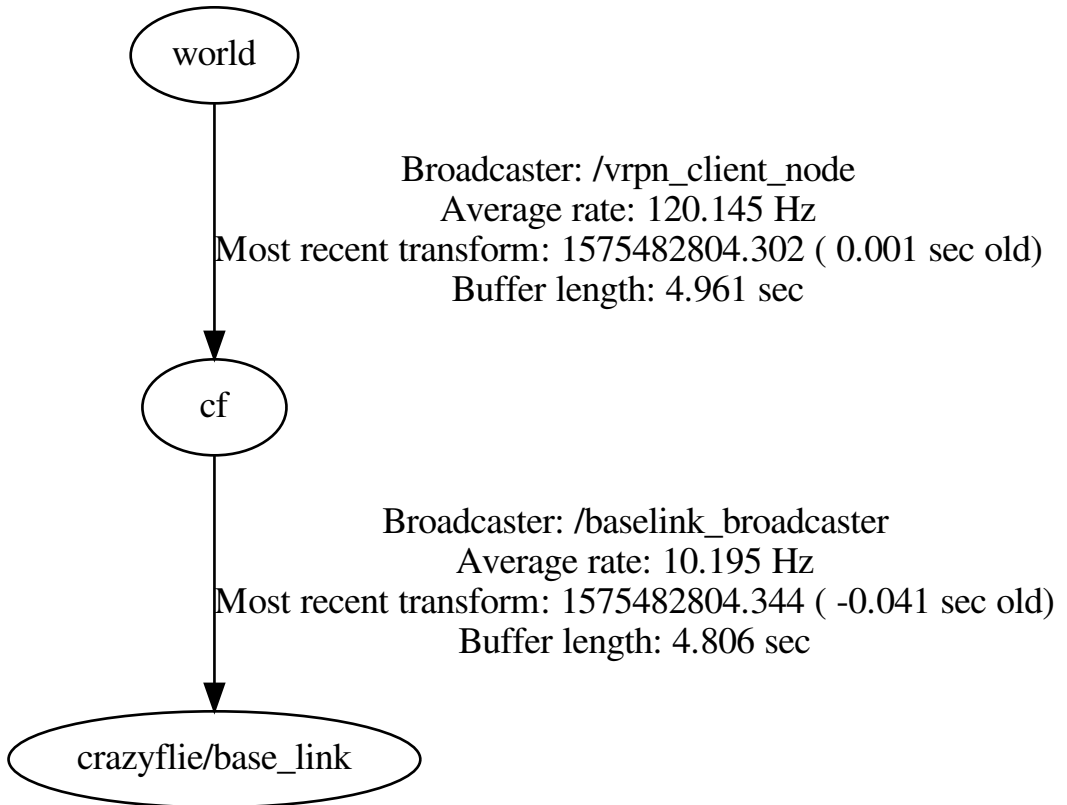 world
Broadcaster: /vrpn_client_node
Average rate: 120.145 Hz
Most recent transform: 1575482804.302 ( 0.001 sec old)
Buffer length: 4.961 sec
cf
Broadcaster: /baselink_broadcaster
Average rate: 10.195 Hz
Most recent transform: 1575482804.344 ( -0.041 sec old)
Buffer length: 4.806 sec
crazyflie/base_link